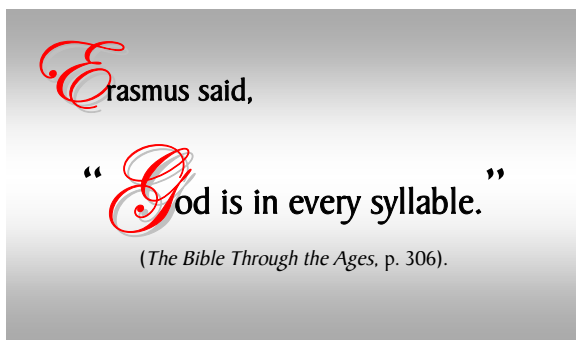 Erasmus said,
“God is in every syllable.”
(The Bible Through the Ages, p. 306).